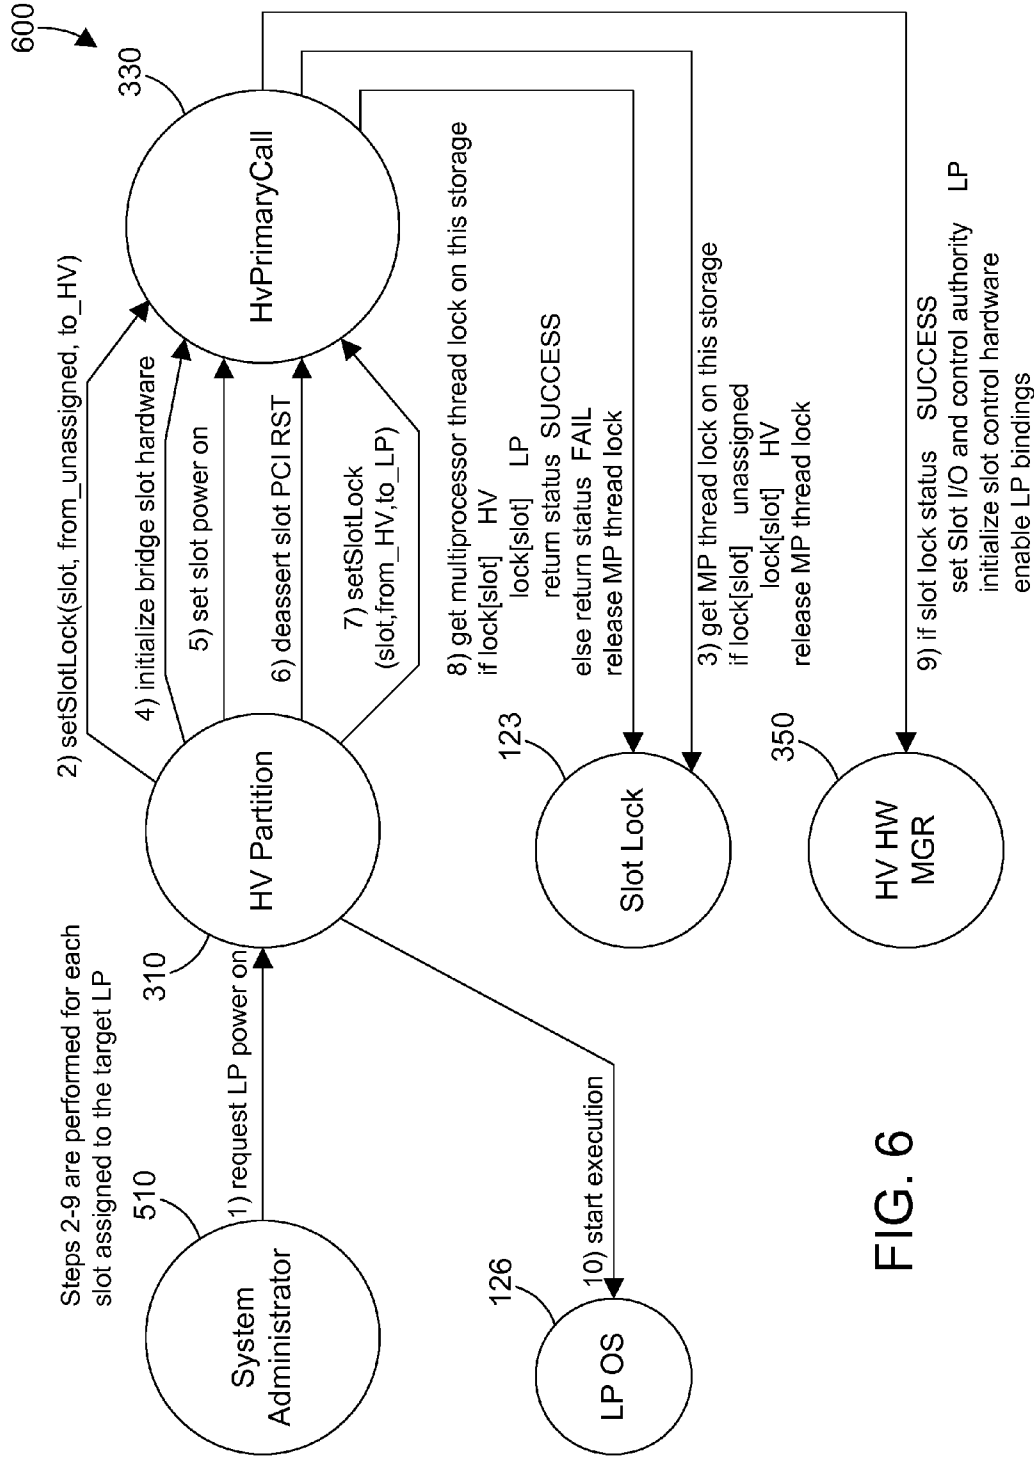 600
Steps 2-9 are performed for each
slot assigned to the target LP
510
System
Administrator
1) request LP power on
310
HV Partition
2) setSlotLock(slot, from_unassigned, to_HV)
4) initialize bridge slot hardware
5) set slot power on
6) deassert slot PCI RST
7) setSlotLock
(slot,from_HV,to_LP)
330
HvPrimaryCall
8) get multiprocessor thread lock on this storage
if lock[slot] HV
lock[slot] LP
return status SUCCESS
else return status FAIL
release MP thread lock
3) get MP thread lock on this storage
if lock[slot] unassigned
lock[slot] HV
release MP thread lock
9) if slot lock status SUCCESS
set Slot I/O and control authority LP
initialize slot control hardware
enable LP bindings
123
Slot Lock
350
HV HW
MGR
10) start execution
126
LP OS
FIG. 6